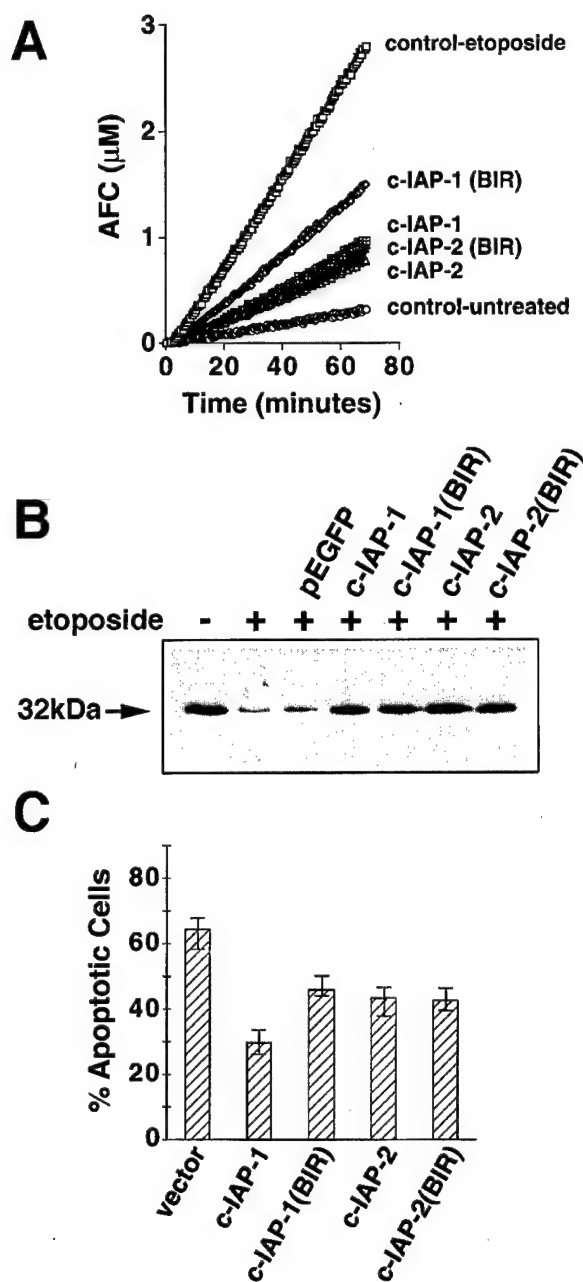 A
AFC (μM)
3
2
1
0
control-etoposide
c-IAP-1 (BIR)
c-IAP-1
c-IAP-2 (BIR)
c-IAP-2
control-untreated
0 20 40 60 80
Time (minutes)
B
pEGFP
c-IAP-1
c-IAP-1(BIR)
c-IAP-2
c-IAP-2(BIR)
etoposide - + + + + + +
32kDa
C
% Apoptotic Cells
80
60
40
20
0
vector
c-IAP-1
c-IAP-1(BIR)
c-IAP-2
c-IAP-2(BIR)